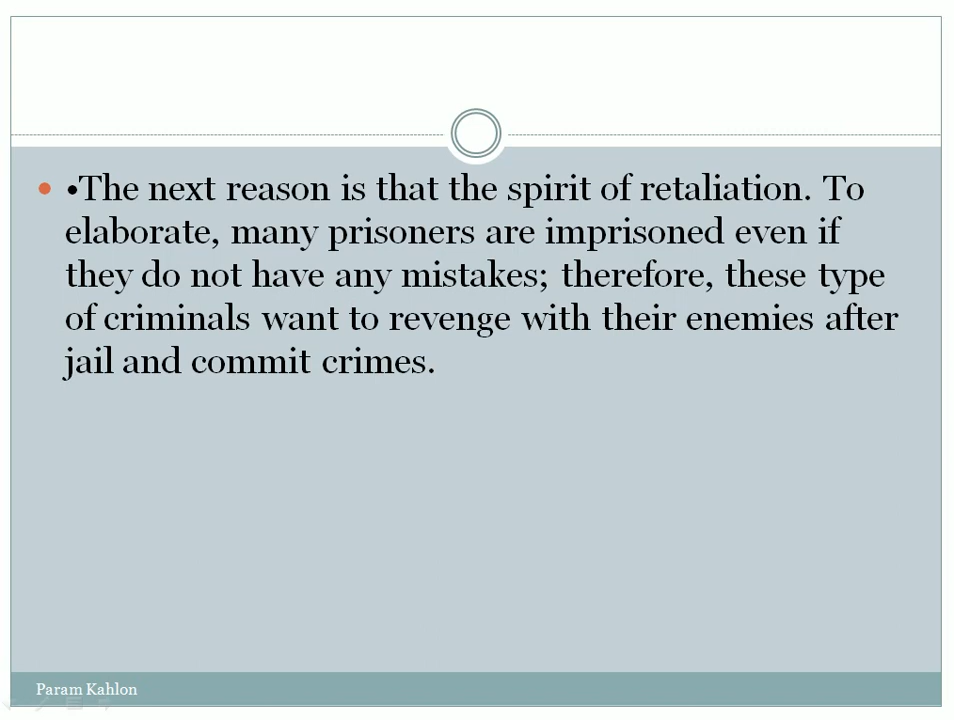 •The next reason is that the spirit of retaliation. To
elaborate, many prisoners are imprisoned even if
they do not have any mistakes; therefore, these type
of criminals want to revenge with their enemies after
jail and commit crimes.
Param Kahlon